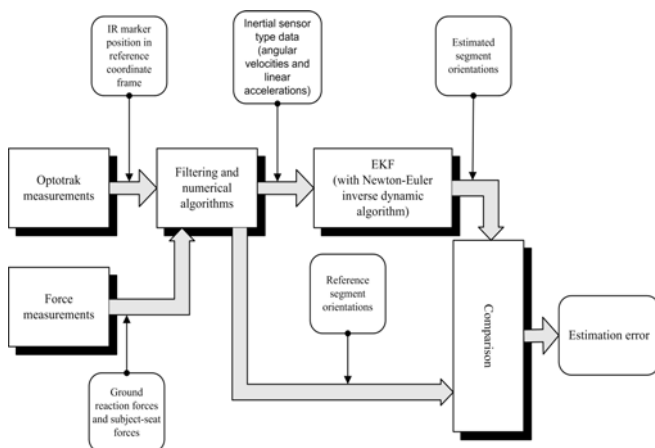 IR marker
position in
reference
coordinate
frame
Inertial sensor
type data
(angular
velocities and
linear
accelerations)
Estimated
segment
orientations
Optotrak
measurements
Filtering and
numerical
algorithms
EKF
(with Newton-Euler
inverse dynamic
algorithm)
Force
measurements
Reference
segment
orientations
Comparison
Estimation error
Ground
reaction forces
and subject-seat
forces